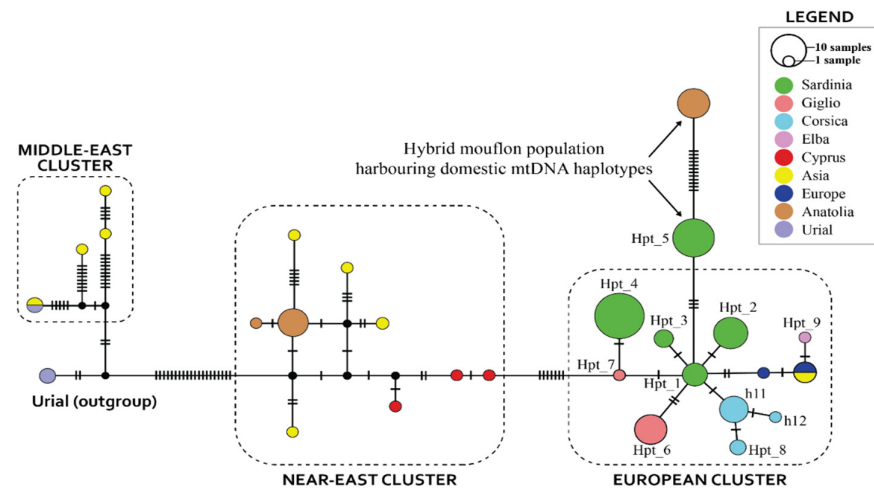 LEGEND
10 samples
1 sample
Sardinia
Giglio
Corsica
Elba
Cyprus
Asia
Europe
Anatolia
Urial
Hybrid mouflon population
harbouring domestic mtDNA haplotypes
MIDDLE-EAST
CLUSTER
Hpt_5
Hpt_4
Hpt_3
Hpt_2
Hpt_9
Hpt_7
Hpt_1
h11
h12
Hpt_6
Hpt_8
Urial (outgroup)
NEAR-EAST CLUSTER
EUROPEAN CLUSTER